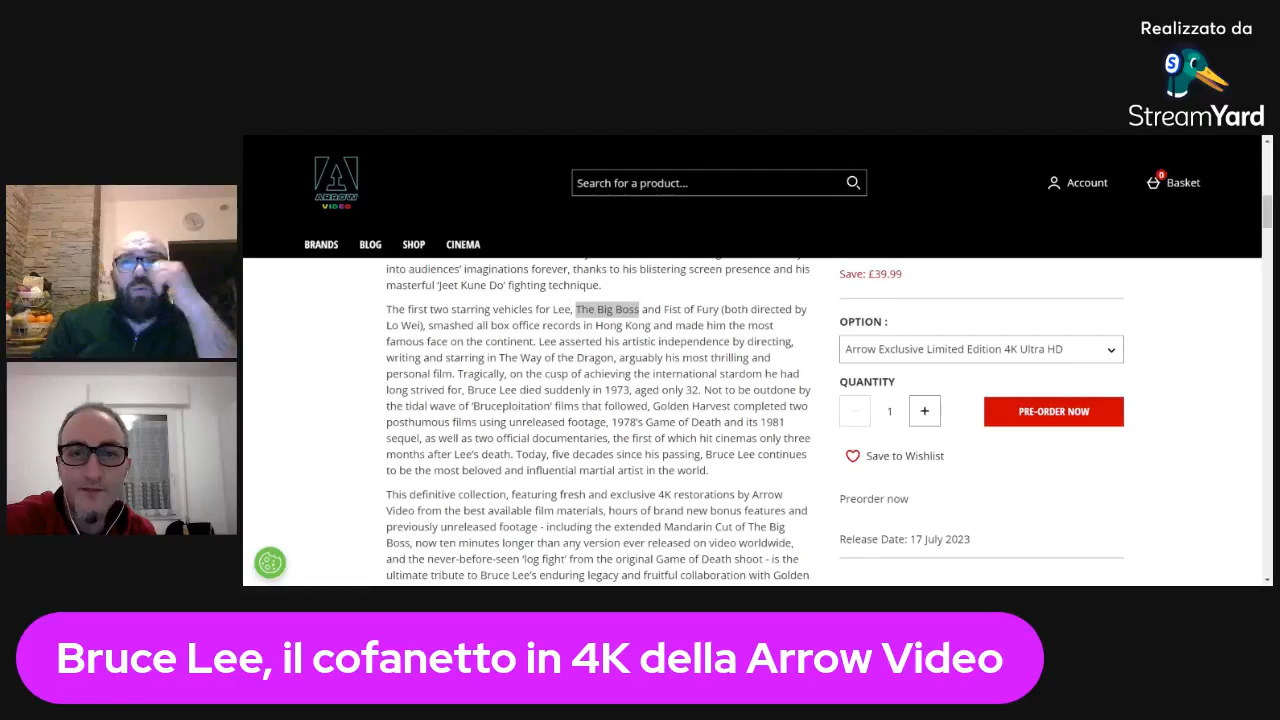 Realizzato da
S
StreamYard
ARROW
VIDEO
Search for a product...
Account
0
Basket
BRANDS
BLOG
SHOP
CINEMA
into audiences' imaginations forever, thanks to his blistering screen presence and his
masterful 'Jeet Kune Do' fighting technique.
The first two starring vehicles for Lee, The Big Boss and Fist of Fury (both directed by
Lo Wei), smashed all box office records in Hong Kong and made him the most
famous face on the continent. Lee asserted his artistic independence by directing,
writing and starring in The Way of the Dragon, arguably his most thrilling and
personal film. Tragically, on the cusp of achieving the international stardom he had
long strived for, Bruce Lee died suddenly in 1973, aged only 32. Not to be outdone by
the tidal wave of 'Bruceploitation' films that followed, Golden Harvest completed two
posthumous films using unreleased footage, 1978's Game of Death and its 1981
sequel, as well as two official documentaries, the first of which hit cinemas only three
months after Lee's death. Today, five decades since his passing, Bruce Lee continues
to be the most beloved and influential martial artist in the world.
This definitive collection, featuring fresh and exclusive 4K restorations by Arrow
Video from the best available film materials, hours of brand new bonus features and
previously unreleased footage - including the extended Mandarin Cut of The Big
Boss, now ten minutes longer than any version ever released on video worldwide,
and the never-before-seen 'log fight' from the original Game of Death shoot - is the
ultimate tribute to Bruce Lee's enduring legacy and fruitful collaboration with Golden
Save: £39.99
OPTION :
Arrow Exclusive Limited Edition 4K Ultra HD
QUANTITY
1
+
PRE-ORDER NOW
Save to Wishlist
Preorder now
Release Date: 17 July 2023
Bruce Lee, il cofanetto in 4K della Arrow Video